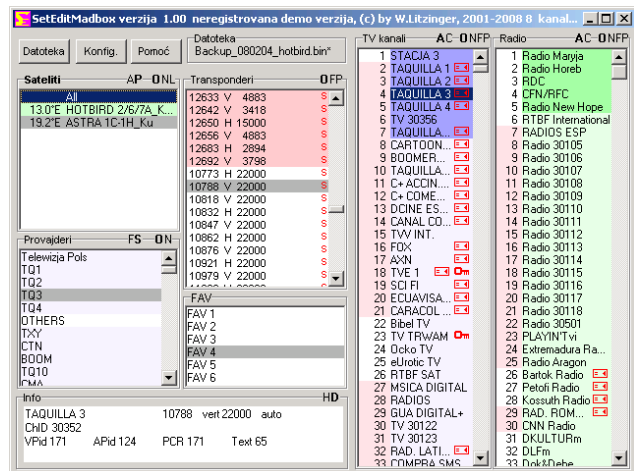 SetEditMadbox verzija 1.00 neregistrovana demo verzija, (c) by W.Litzinger, 2001-2008 8 kanal...
Datoteka Konfig. Pomoć
Datoteka
Backup_080204_hotbird.bin*
Sateliti AP ONL
All
13.0°E HOTBIRD 2/6/7A_K...
19.2°E ASTRA 1C-1H_Ku
Provajderi FS ON
Telewizja Pols
TQ1
TQ2
TQ3
TQ4
OTHERS
TXY
CTN
BOOM
TQ10
CMA
Transponderi OFP
12633 V 4883 S
12642 V 3418 S
12650 H 15000 S
12656 V 4883 S
12683 H 2894 S
12692 V 3798 S
10773 H 22000 S
10788 V 22000 S
10818 V 22000 S
10832 H 22000 S
10847 V 22000 S
10862 H 22000 S
10876 V 22000 S
10921 H 22000 S
10979 V 22000 S
FAV
FAV 1
FAV 2
FAV 3
FAV 4
FAV 5
FAV 6
Info HD
TAQUILLA 3 10788 vert 22000 auto
ChID 30352
VPid 171 APid 124 PCR 171 Text 65
TV kanali AC ONFP
1 STACJA 3
2 TAQUILLA 1
3 TAQUILLA 2
4 TAQUILLA 3
5 TAQUILLA 4
6 TV 30356
7 TAQUILLA...
8 CARTOON...
9 BOOMER...
10 TAQUILLA...
11 C+ ACCIN....
12 C+ COME...
13 DCINE ES...
14 CANAL CO...
15 TVV INT.
16 FOX
17 AXN
18 TVE 1
19 SCI FI
20 ECUAVISA...
21 CARACOL ...
22 Bibel TV
23 TV TRWAM
24 Ocko TV
25 eUrotic TV
26 RTBF SAT
27 MSICA DIGITAL
28 RADIOS
29 GUA DIGITAL+
30 TV 30122
31 TV 30123
32 RAD. LATI...
33 COMPRA SMS
Radio AC ONFP
1 Radio Maryja
2 Radio Horeb
3 RDC
4 CFN/RFC
5 Radio New Hope
6 RTBF International
7 RADIOS ESP
8 Radio 30105
9 Radio 30106
10 Radio 30107
11 Radio 30108
12 Radio 30109
13 Radio 30110
14 Radio 30111
15 Radio 30112
16 Radio 30113
17 Radio 30114
18 Radio 30115
19 Radio 30116
20 Radio 30117
21 Radio 30118
22 Radio 30501
23 PLAYIN'Tvi
24 Extremadura Ra...
25 Radio Aragon
26 Bartok Radio
27 Petofi Radio
28 Kossuth Radio
29 RAD. ROM...
30 CNN Radio
31 DKULTURm
32 DLFm
33 Dok&Debe